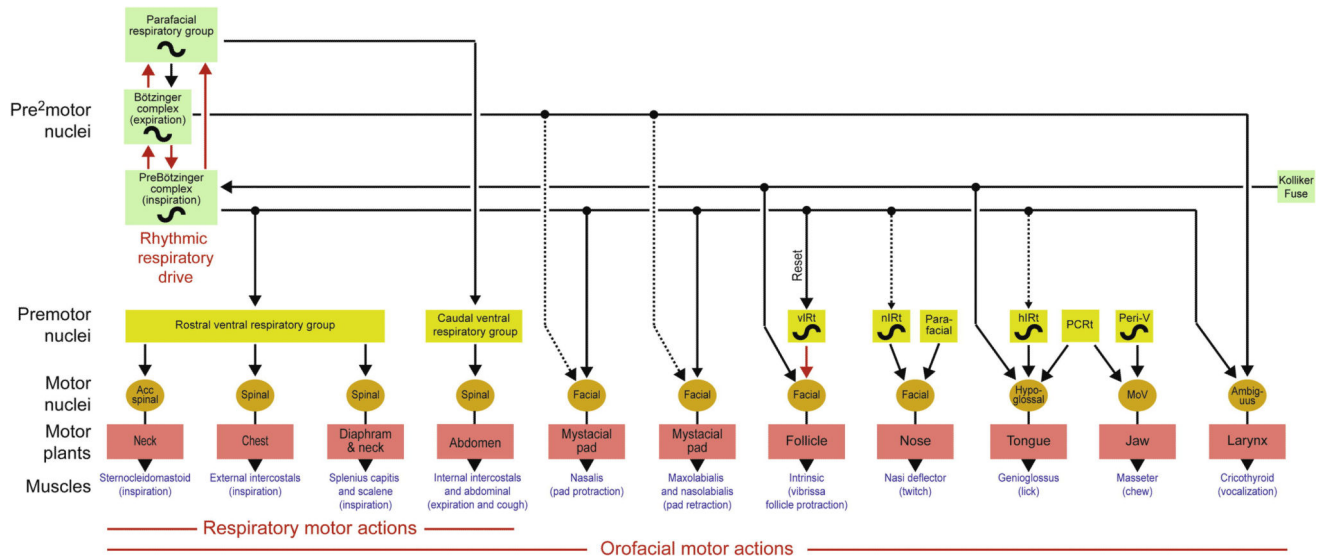 Parafacial
respiratory group
Pre2motor
nuclei
Bötzinger
complex
(expiration)
PreBötzinger
complex
(inspiration)
Kolliker
Fuse
Rhythmic
respiratory
drive
Reset
Premotor
nuclei
Rostral ventral respiratory group
Caudal ventral
respiratory group
vIRt
nIRt
Para-
facial
hIRt
PCRt
Peri-V
Motor
nuclei
Acc
spinal
Spinal
Spinal
Spinal
Facial
Facial
Facial
Facial
Hypo-
glossal
MoV
Ambig-
uus
Motor
plants
Neck
Chest
Diaphram
& neck
Abdomen
Mystacial
pad
Mystacial
pad
Follicle
Nose
Tongue
Jaw
Larynx
Muscles
Sternocleidomastoid
(inspiration)
External intercostals
(inspiration)
Splenius capitis
and scalene
(inspiration)
Internal intercostals
and abdominal
(expiration and cough)
Nasalis
(pad protraction)
Maxolabialis
and nasolabialis
(pad retraction)
Intrinsic
(vibrissa
follicle protraction)
Nasi deflector
(twitch)
Genioglossus
(lick)
Masseter
(chew)
Cricothyroid
(vocalization)
Respiratory motor actions
Orofacial motor actions